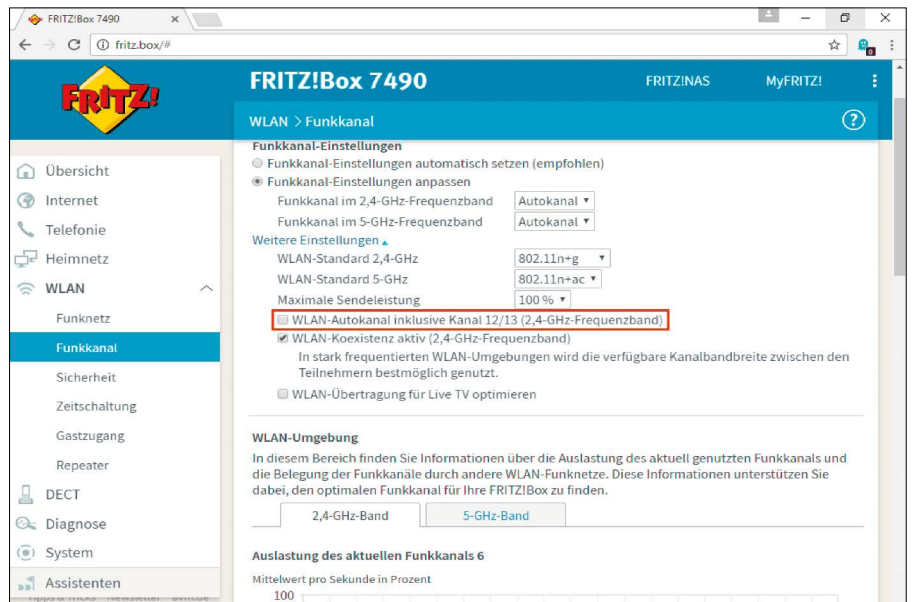 FRITZ!Box 7490
fritz.box/#
0
FRITZ!
FRITZ!Box 7490
FRITZ!NAS
MyFRITZ!
WLAN > Funkkanal
?
Übersicht
Internet
Telefonie
Heimnetz
WLAN
Funknetz
Funkkanal
Sicherheit
Zeitschaltung
Gastzugang
Repeater
DECT
Diagnose
System
Assistenten
Tipps & Tricks Newsletter avm.de
Funkkanal-Einstellungen
Funkkanal-Einstellungen automatisch setzen (empfohlen)
Funkkanal-Einstellungen anpassen
Funkkanal im 2,4-GHz-Frequenzband Autokanal
Funkkanal im 5-GHz-Frequenzband Autokanal
Weitere Einstellungen
WLAN-Standard 2,4-GHz 802.11n+g
WLAN-Standard 5-GHz 802.11n+ac
Maximale Sendeleistung 100 %
WLAN-Autokanal inklusive Kanal 12/13 (2,4-GHz-Frequenzband)
WLAN-Koexistenz aktiv (2,4-GHz-Frequenzband)
In stark frequentierten WLAN-Umgebungen wird die verfügbare Kanalbandbreite zwischen den
Teilnehmern bestmöglich genutzt.
WLAN-Übertragung für Live TV optimieren
WLAN-Umgebung
In diesem Bereich finden Sie Informationen über die Auslastung des aktuell genutzten Funkkanals und
die Belegung der Funkkanäle durch andere WLAN-Funknetze. Diese Informationen unterstützen Sie
dabei, den optimalen Funkkanal für Ihre FRITZ!Box zu finden.
2,4-GHz-Band
5-GHz-Band
Auslastung des aktuellen Funkkanals 6
Mittelwert pro Sekunde in Prozent
100